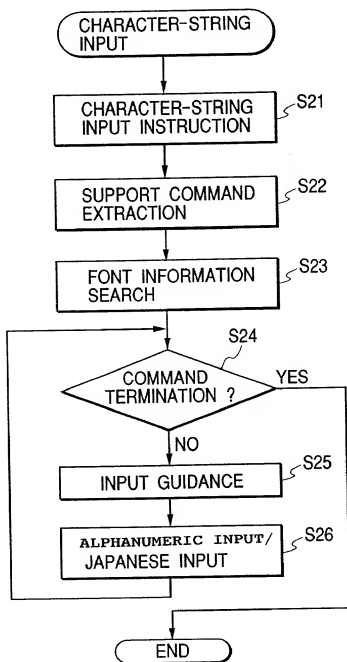 CHARACTER-STRING
INPUT
CHARACTER-STRING
INPUT INSTRUCTION
S21
SUPPORT COMMAND
EXTRACTION
S22
FONT INFORMATION
SEARCH
S23
S24
COMMAND
TERMINATION ?
YES
NO
INPUT GUIDANCE
S25
ALPHANUMERIC INPUT/
JAPANESE INPUT
S26
END